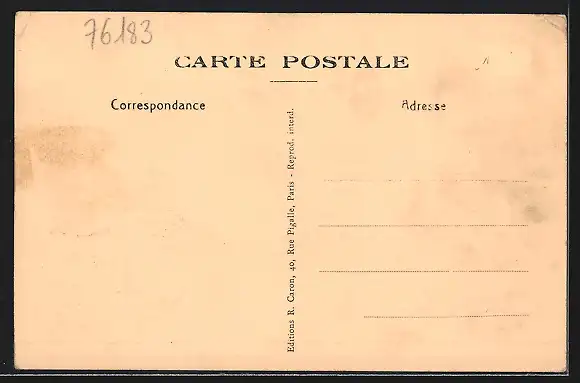 76183
CARTE POSTALE
Correspondance
Adresse
Editions R. Caron, 40, Rue Pigalle, Paris - Reprod. interd.